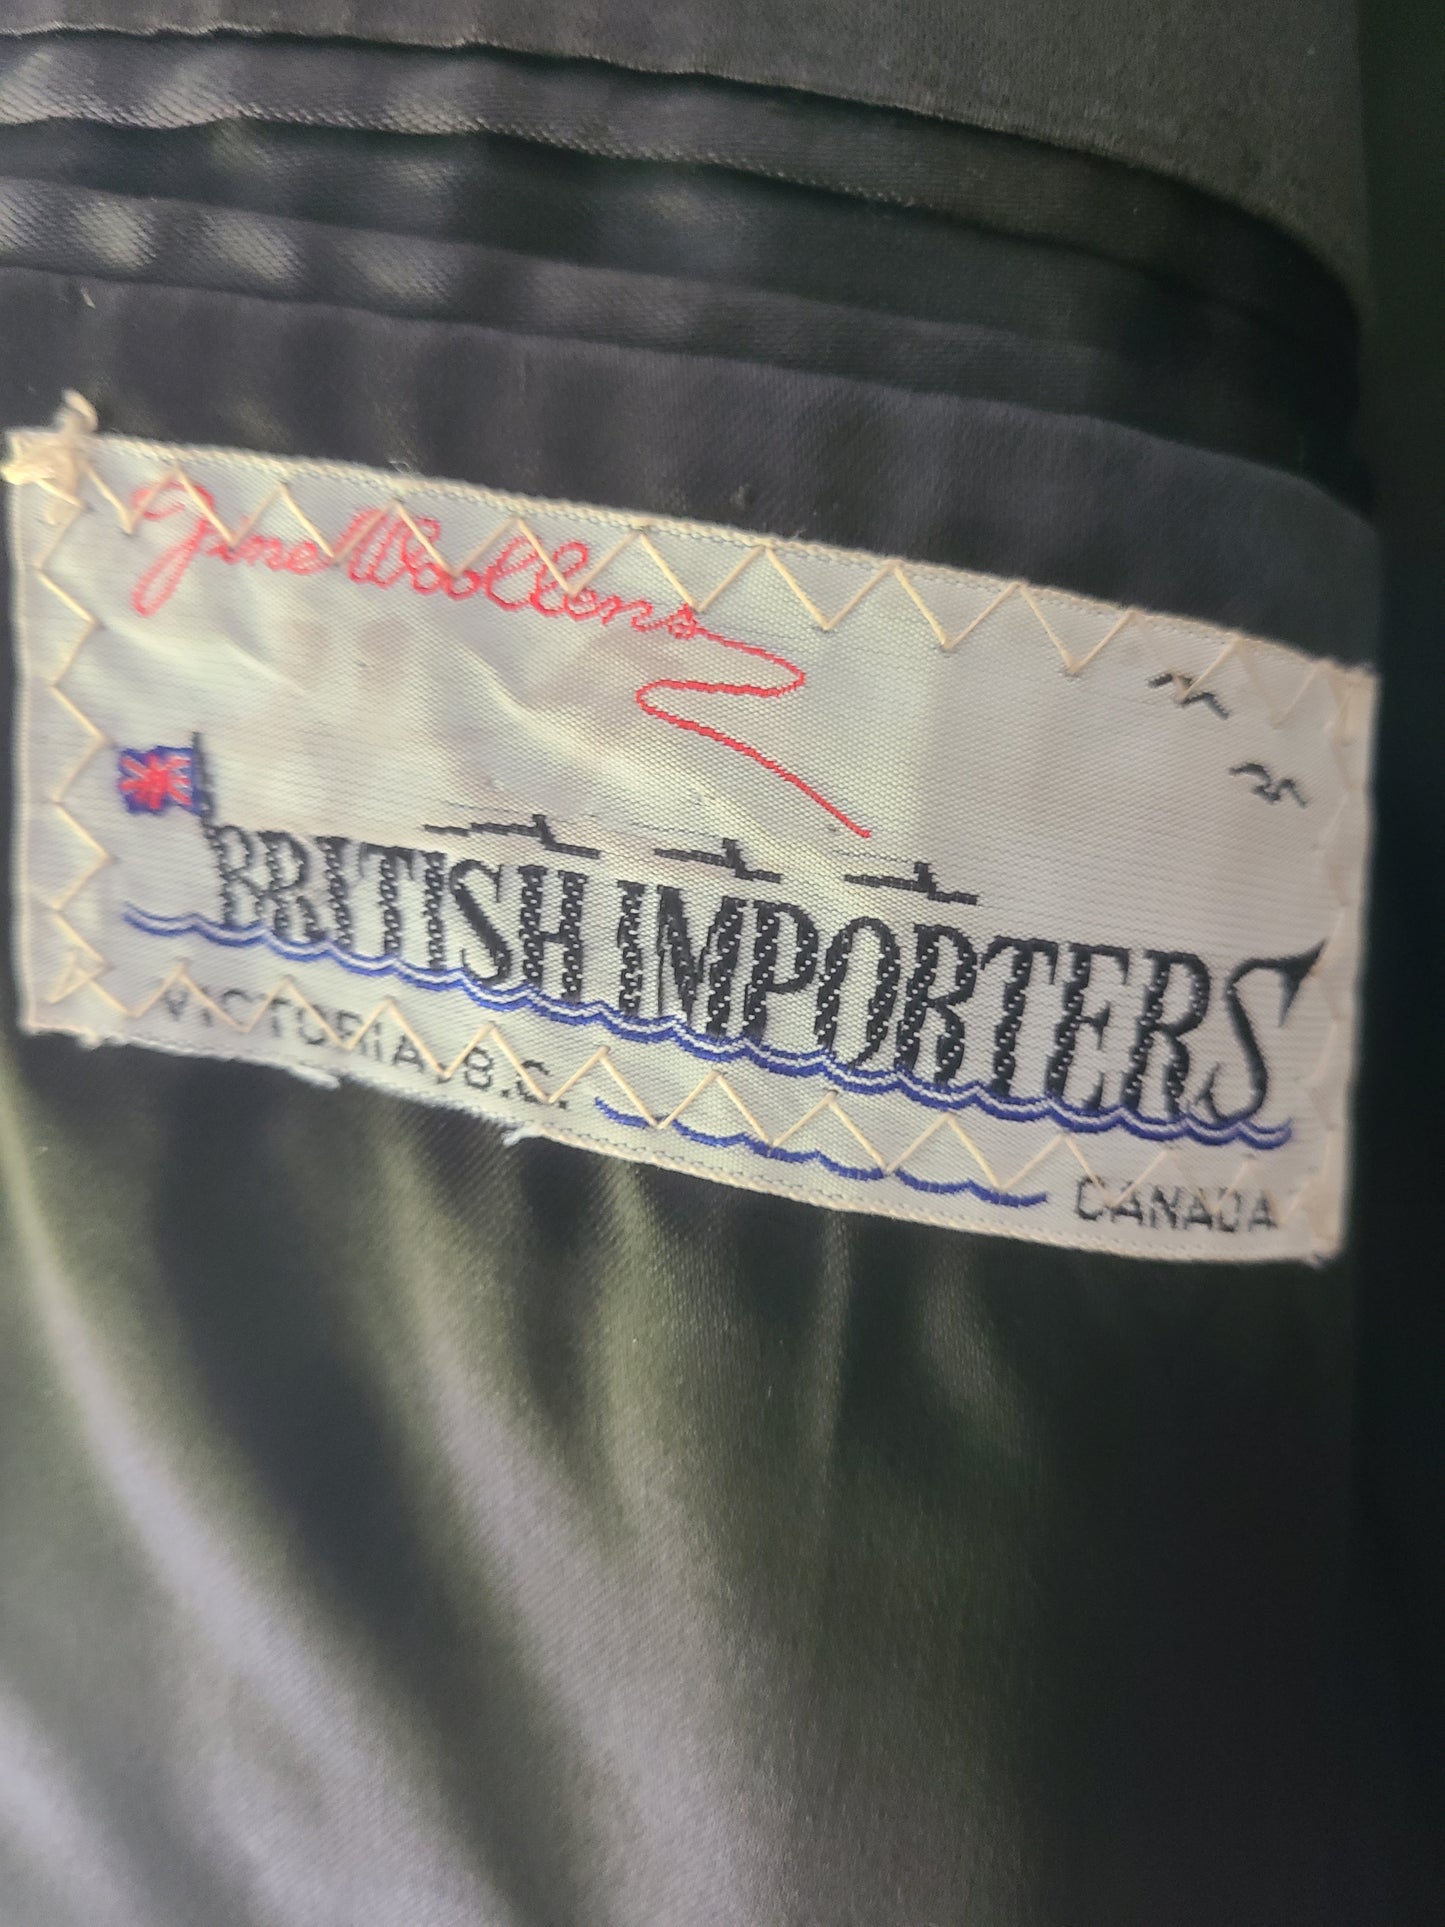 Fine Woollens
BRITISH IMPORTERS
VICTORIA, B.C.
CANADA